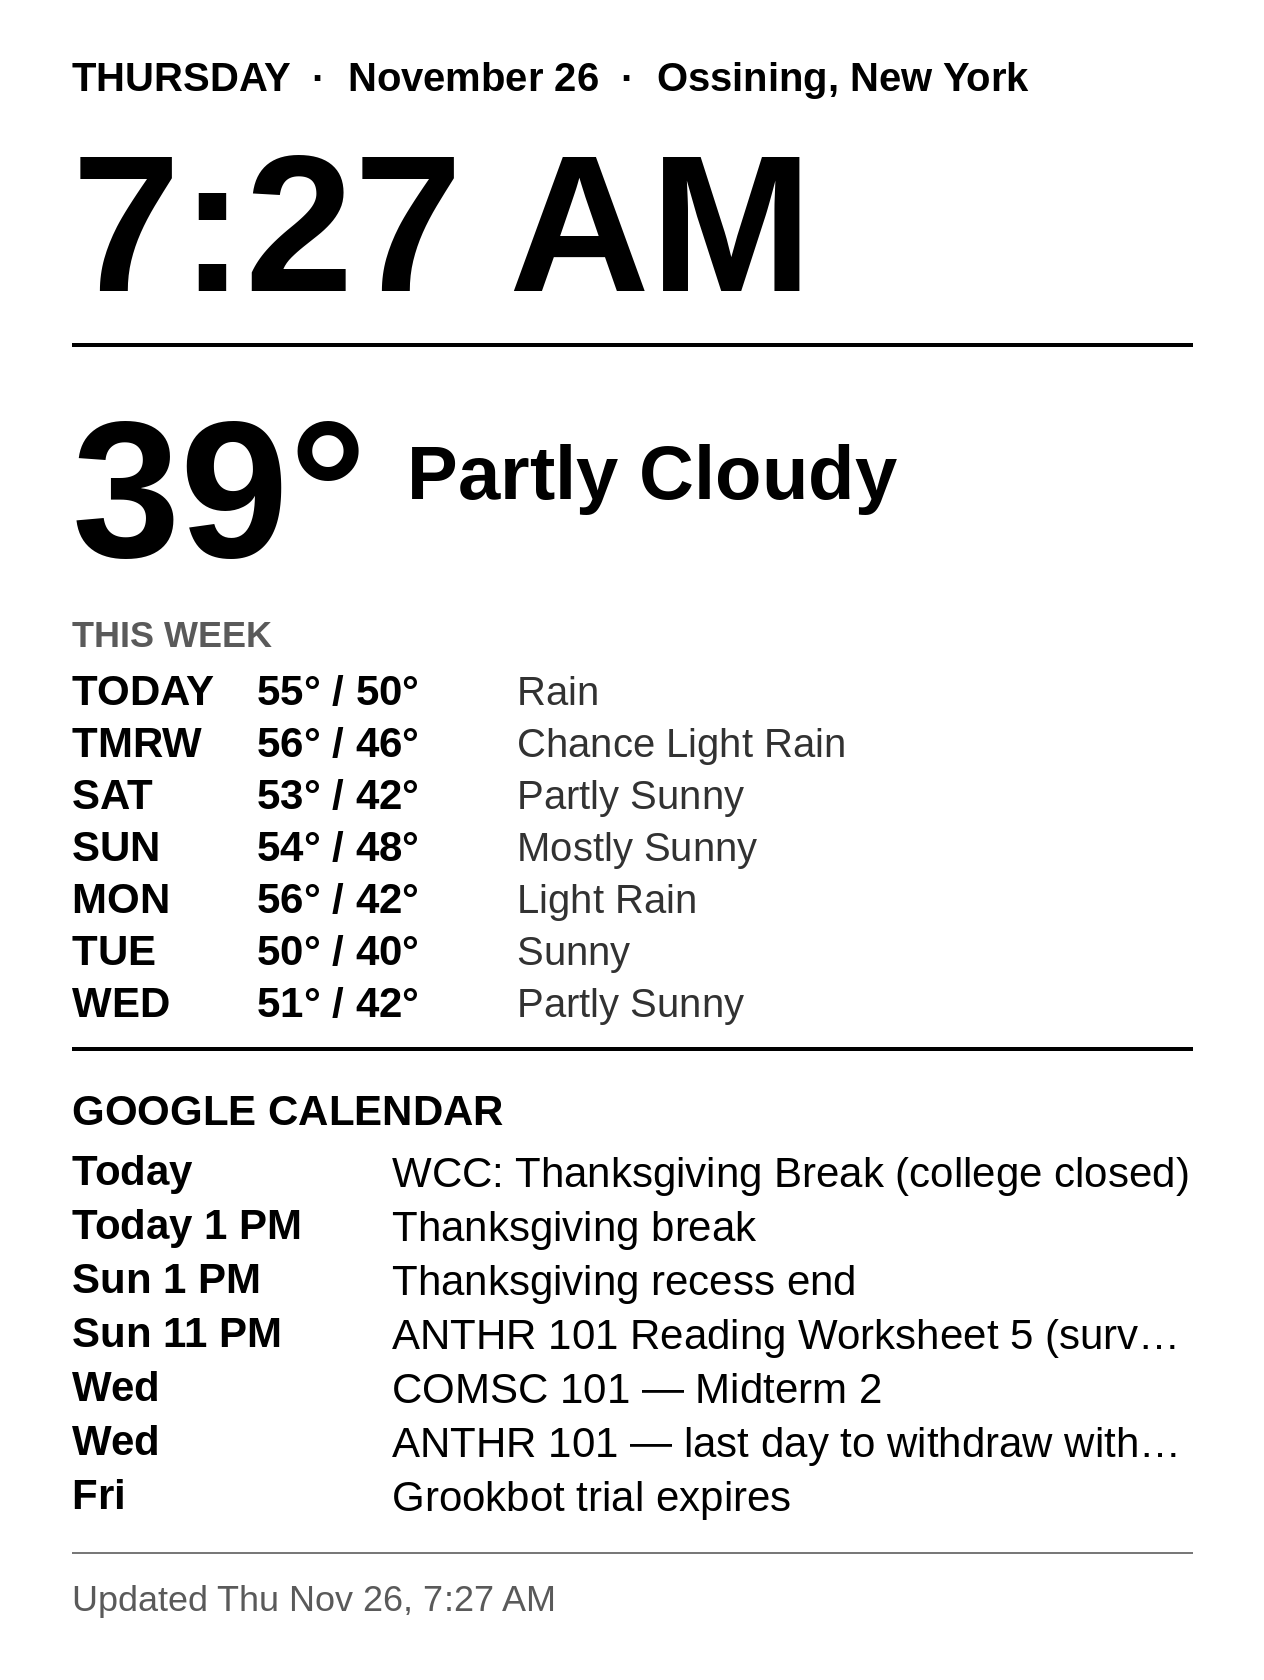 THURSDAY · November 26 · Ossining, New York
7:27 AM
39° Partly Cloudy
THIS WEEK
TODAY 55° / 50° Rain
TMRW 56° / 46° Chance Light Rain
SAT 53° / 42° Partly Sunny
SUN 54° / 48° Mostly Sunny
MON 56° / 42° Light Rain
TUE 50° / 40° Sunny
WED 51° / 42° Partly Sunny
GOOGLE CALENDAR
Today WCC: Thanksgiving Break (college closed)
Today 1 PM Thanksgiving break
Sun 1 PM Thanksgiving recess end
Sun 11 PM ANTHR 101 Reading Worksheet 5 (surv…
Wed COMSC 101 — Midterm 2
Wed ANTHR 101 — last day to withdraw with…
Fri Grookbot trial expires
Updated Thu Nov 26, 7:27 AM